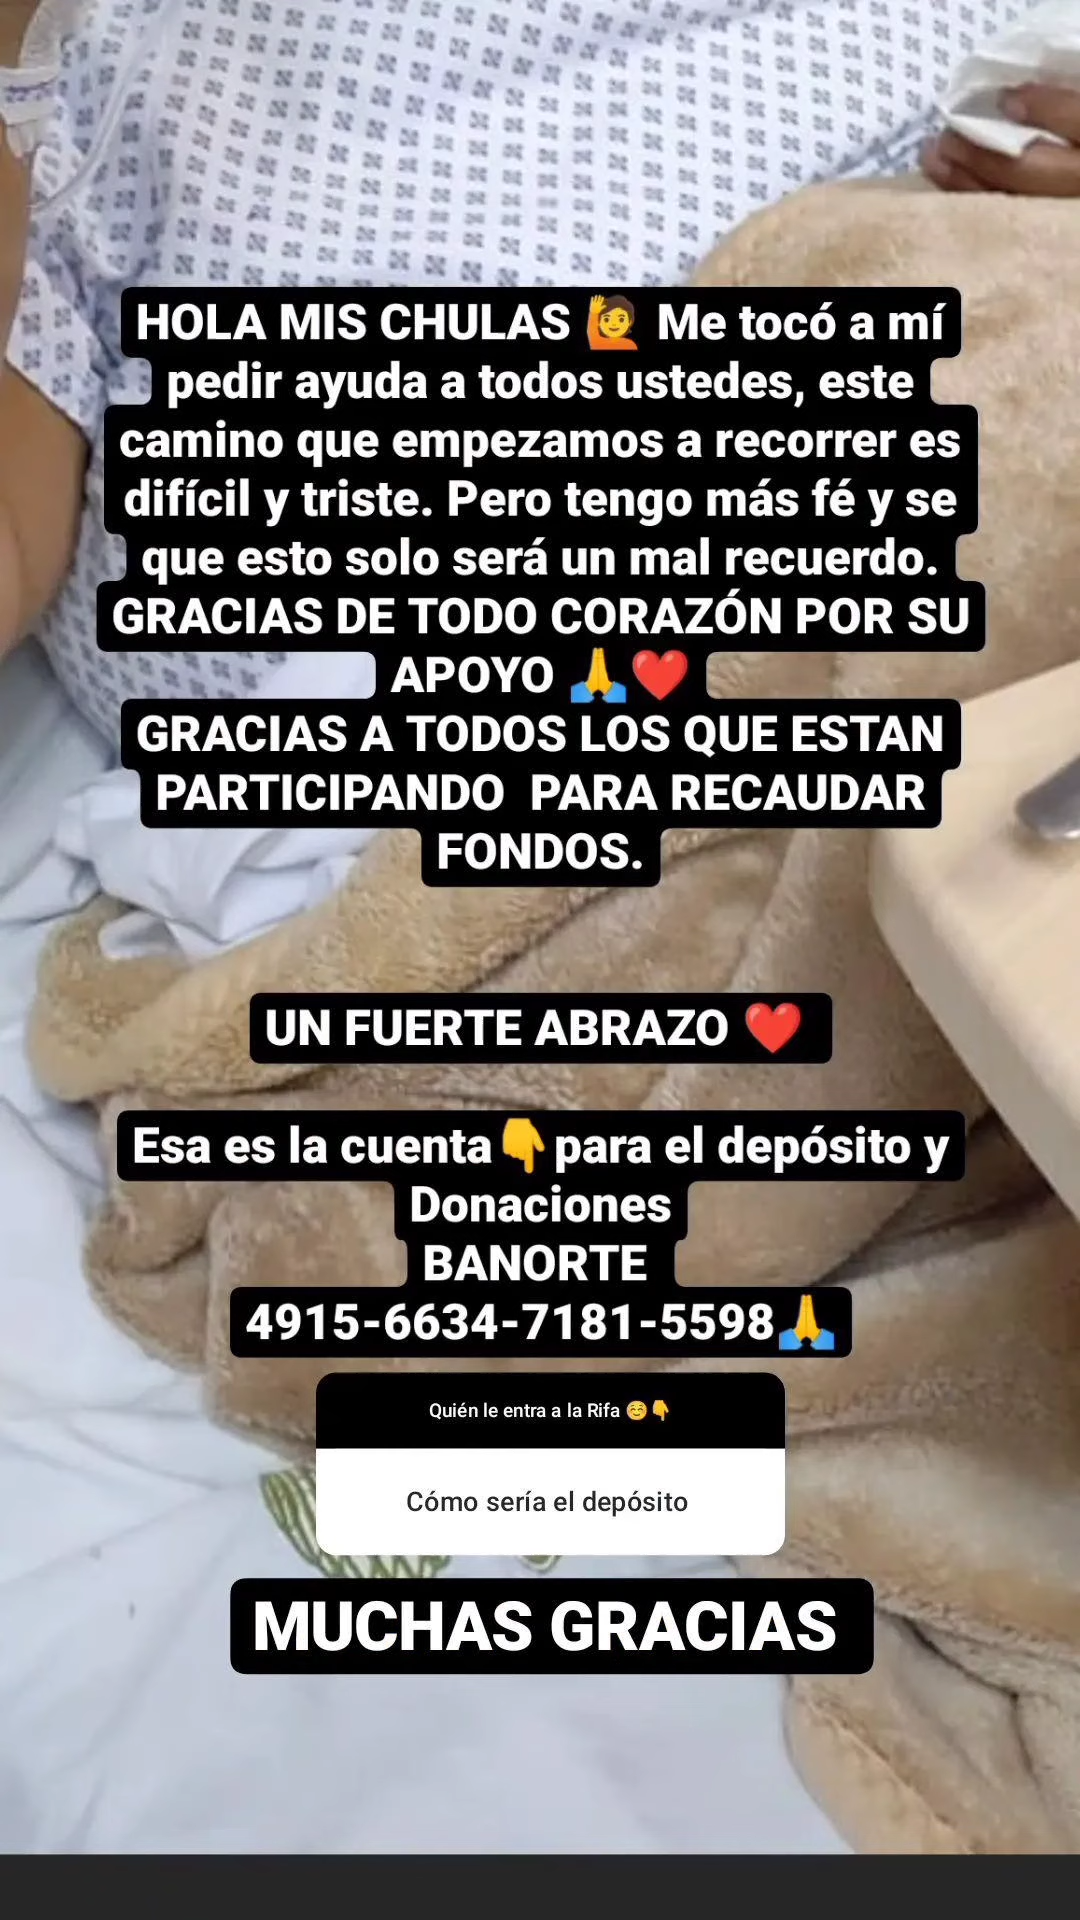 HOLA MIS CHULAS 🙋 Me tocó a mí
pedir ayuda a todos ustedes, este
camino que empezamos a recorrer es
difícil y triste. Pero tengo más fé y se
que esto solo será un mal recuerdo.
GRACIAS DE TODO CORAZÓN POR SU
APOYO 🙏❤️
GRACIAS A TODOS LOS QUE ESTAN
PARTICIPANDO PARA RECAUDAR
FONDOS.
UN FUERTE ABRAZO ❤️
Esa es la cuenta👇para el depósito y
Donaciones
BANORTE
4915-6634-7181-5598🙏
Quién le entra a la Rifa ☺️👇
Cómo sería el depósito
MUCHAS GRACIAS